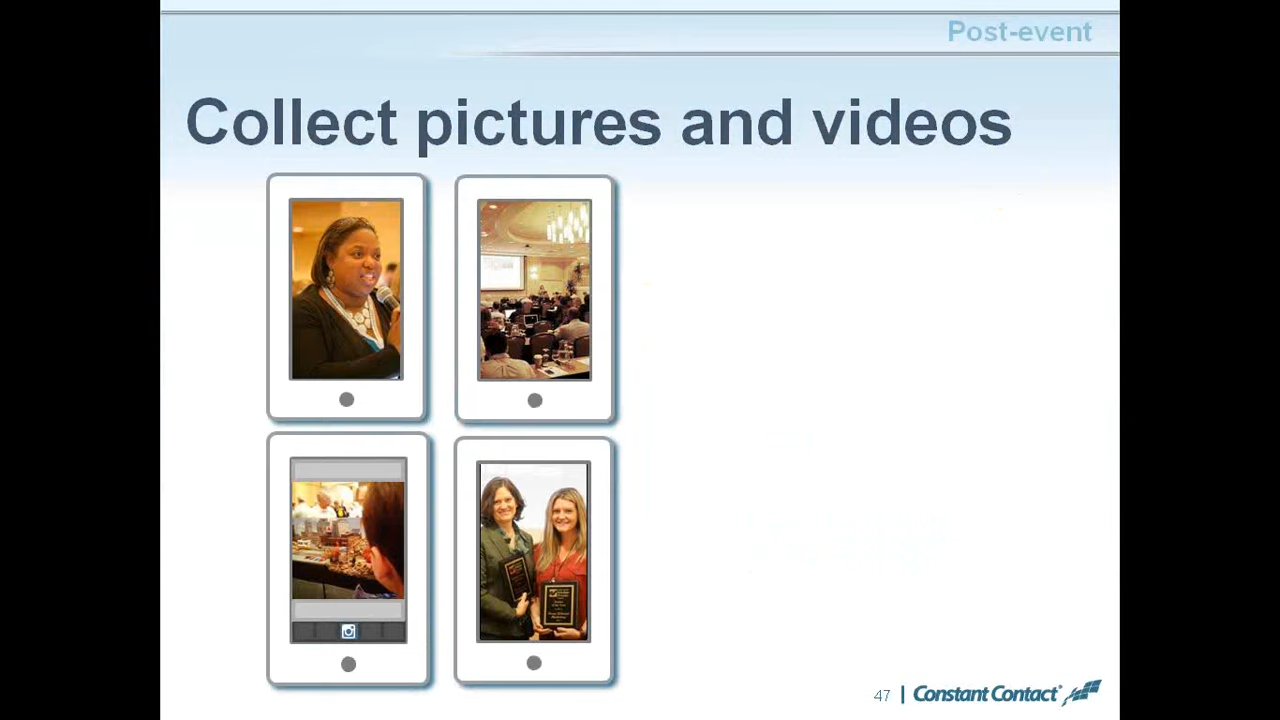 Post-event
Collect pictures and videos
47 | Constant Contact